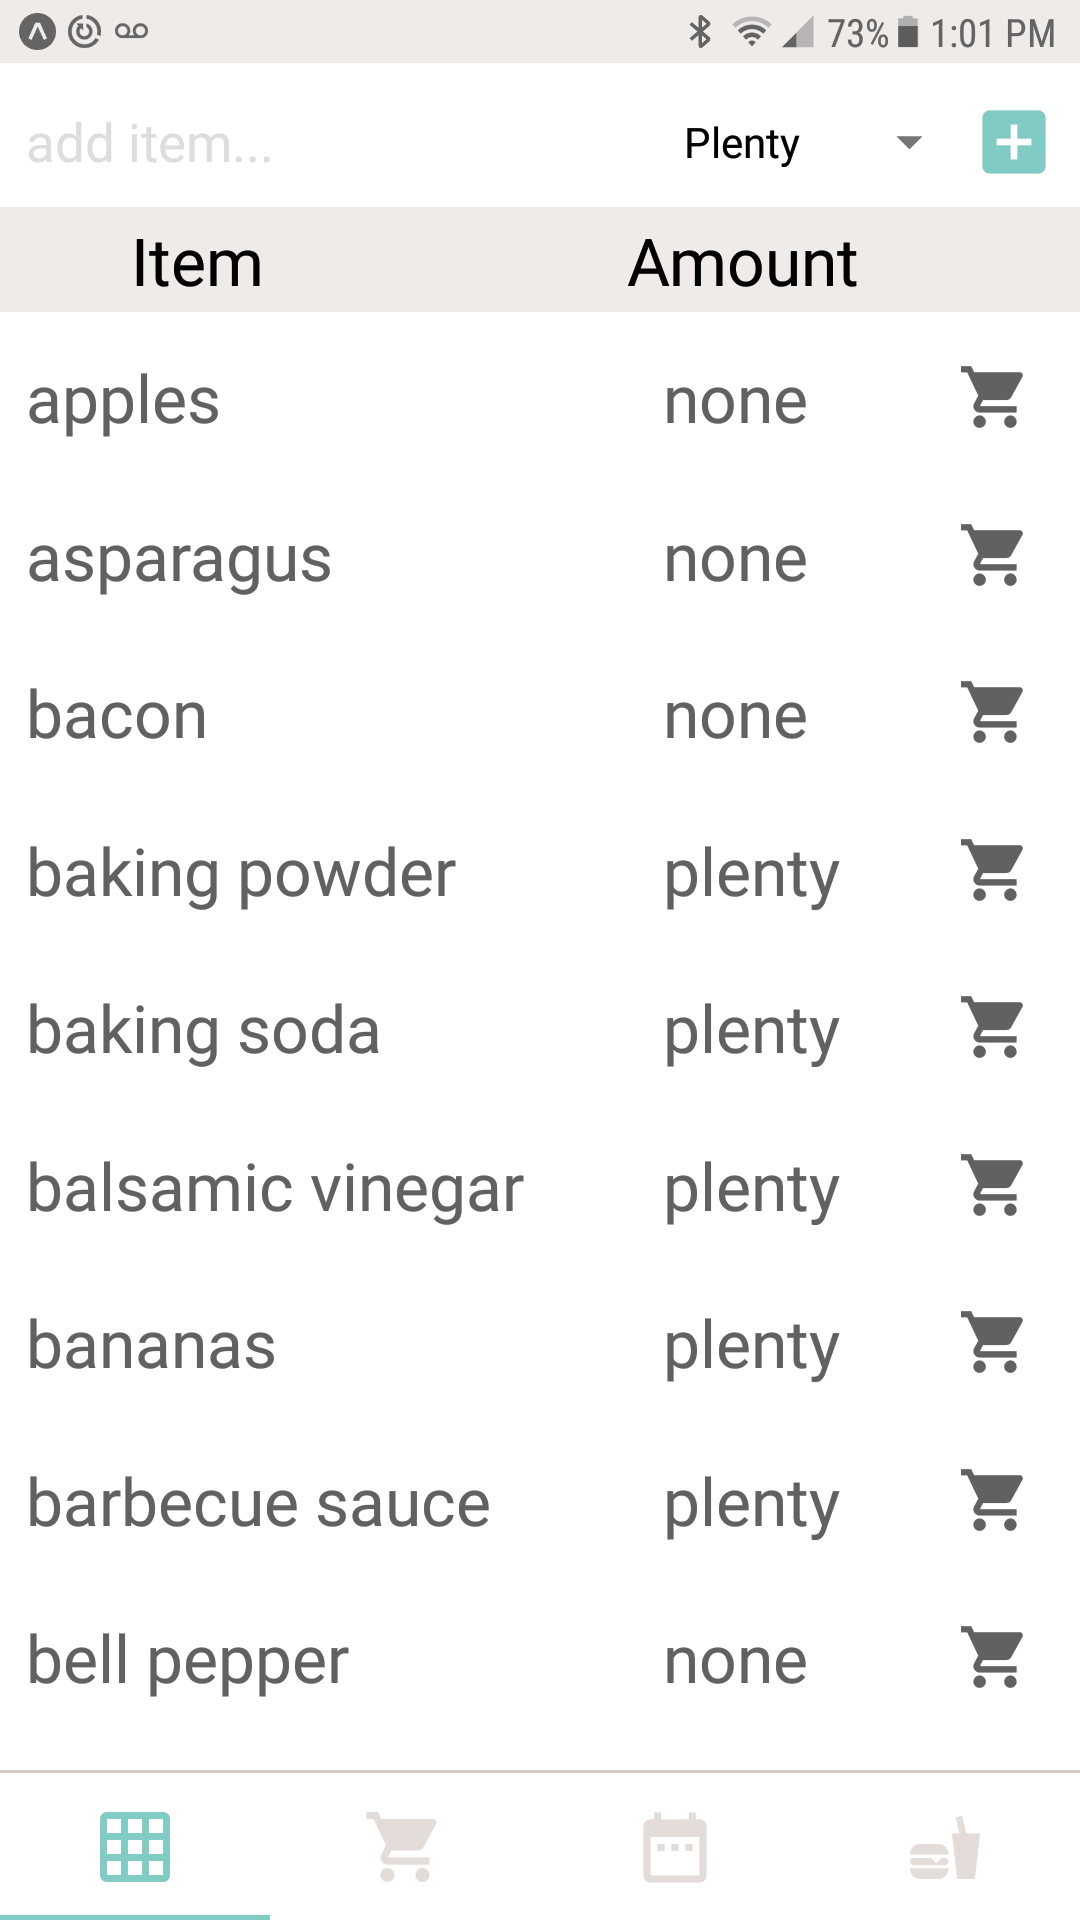 73% 1:01 PM
add item... Plenty
Item Amount
apples none
asparagus none
bacon none
baking powder plenty
baking soda plenty
balsamic vinegar plenty
bananas plenty
barbecue sauce plenty
bell pepper none